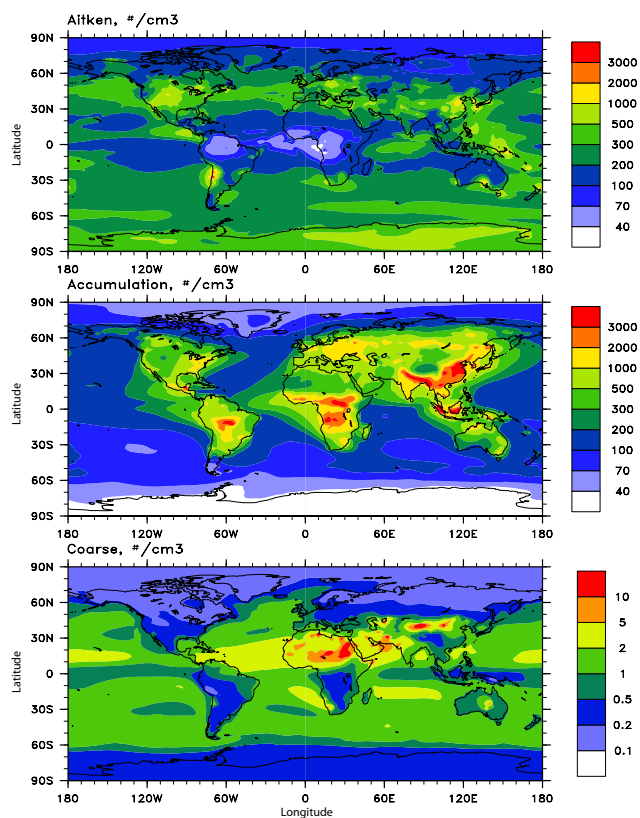 Aitken, #/cm3
90N
60N
30N
0
30S
60S
90S
Latitude
180 120W 60W 0 60E 120E 180
3000
2000
1000
500
300
200
100
70
40
Accumulation, #/cm3
90N
60N
30N
0
30S
60S
90S
Latitude
180 120W 60W 0 60E 120E 180
3000
2000
1000
500
300
200
100
70
40
Coarse, #/cm3
90N
60N
30N
0
30S
60S
90S
Latitude
180 120W 60W 0 60E 120E 180
Longitude
10
5
2
1
0.5
0.2
0.1